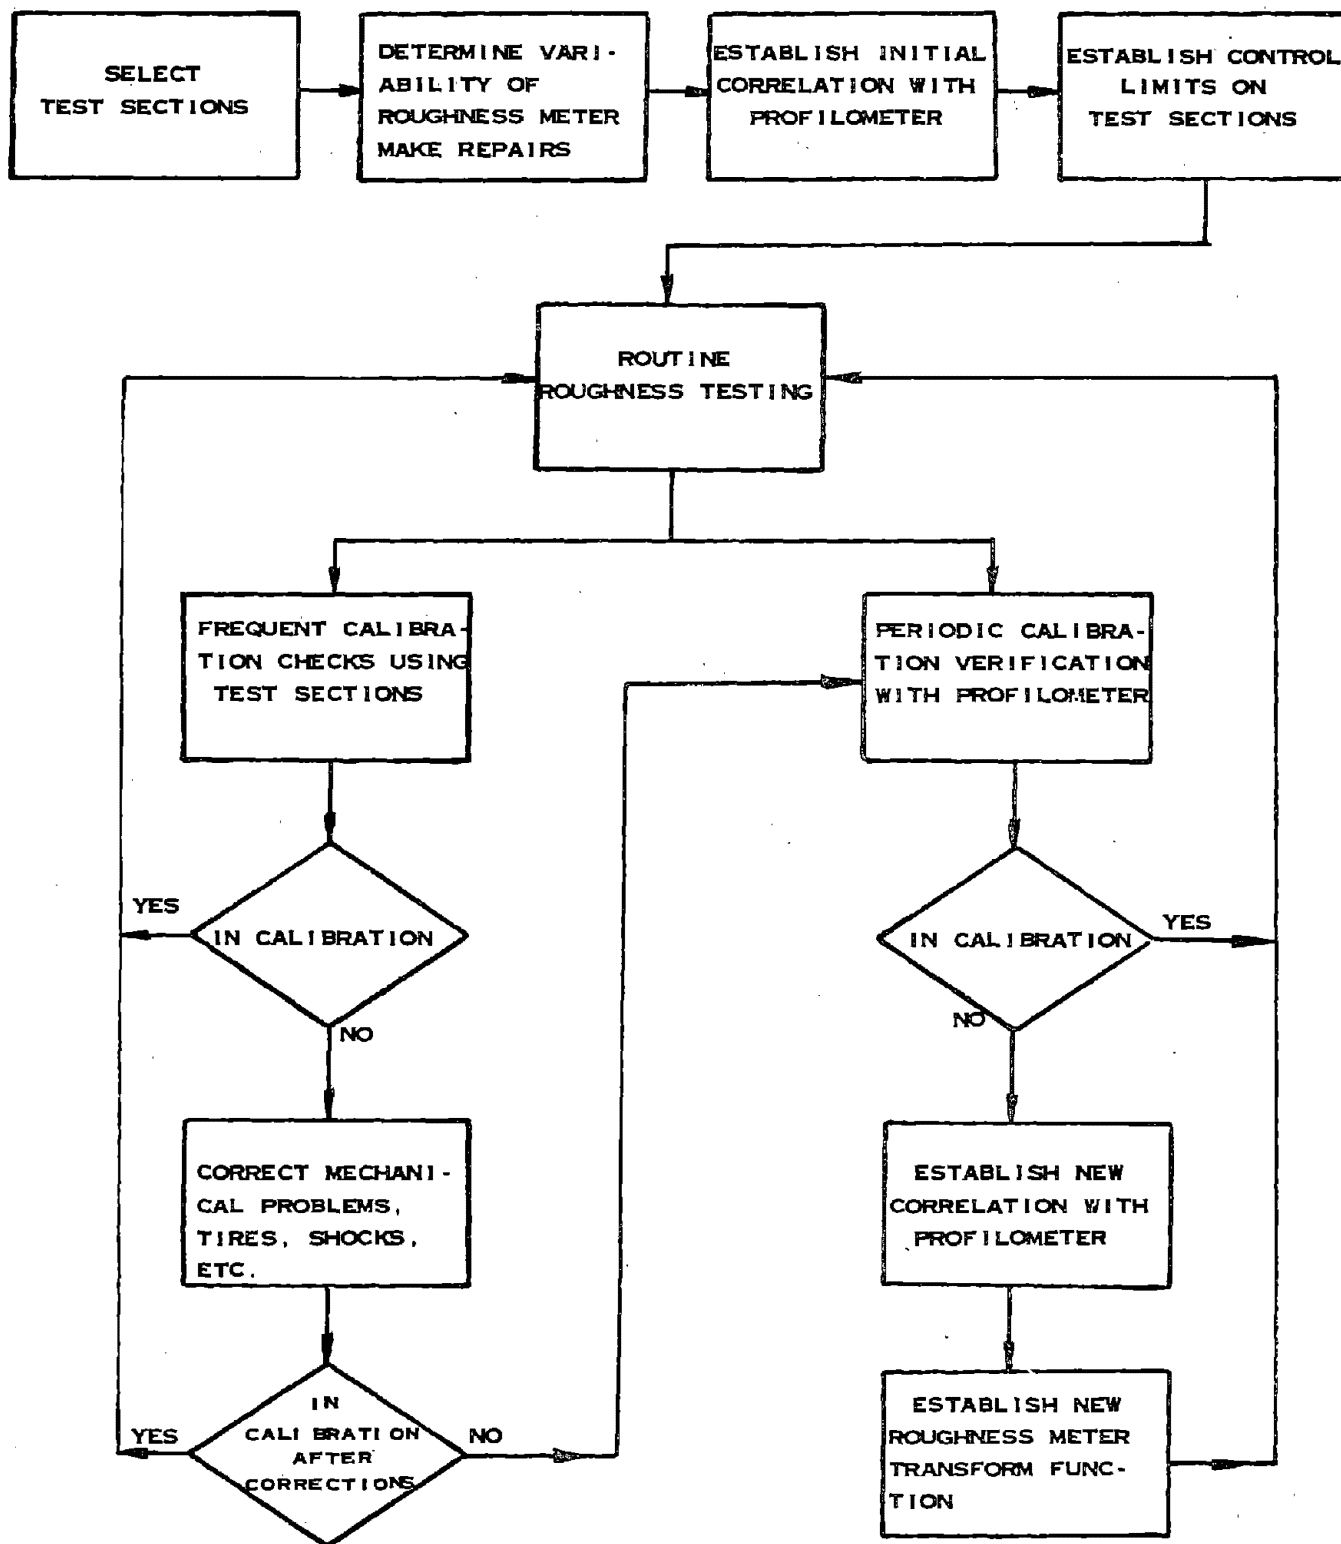 SELECT
TEST SECTIONS
DETERMINE VARI-
ABILITY OF
ROUGHNESS METER
MAKE REPAIRS
ESTABLISH INITIAL
CORRELATION WITH
PROFILOMETER
ESTABLISH CONTROL
LIMITS ON
TEST SECTIONS
ROUTINE
ROUGHNESS TESTING
FREQUENT CALIBRA-
TION CHECKS USING
TEST SECTIONS
PERIODIC CALIBRA-
TION VERIFICATION
WITH PROFILOMETER
YES
IN CALIBRATION
NO
YES
IN CALIBRATION
NO
CORRECT MECHANI-
CAL PROBLEMS,
TIRES, SHOCKS,
ETC.
ESTABLISH NEW
CORRELATION WITH
PROFILOMETER
YES
IN
CALIBRATION
AFTER
CORRECTIONS
NO
ESTABLISH NEW
ROUGHNESS METER
TRANSFORM FUNC-
TION